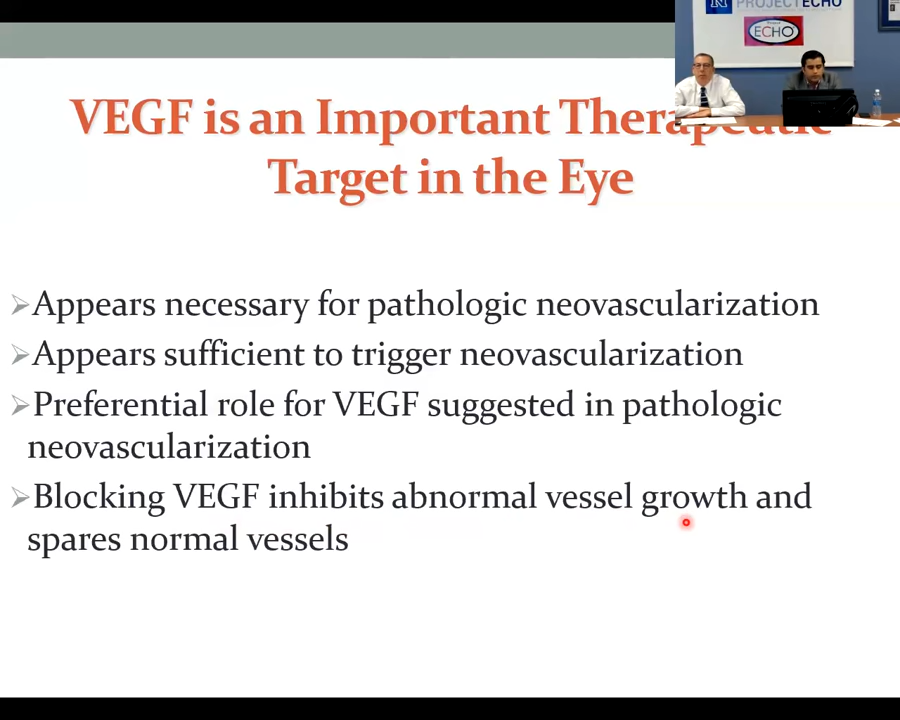 N PROJECT ECHO
ECHO
VEGF is an Important Therapeutic
Target in the Eye
Appears necessary for pathologic neovascularization
Appears sufficient to trigger neovascularization
Preferential role for VEGF suggested in pathologic
neovascularization
Blocking VEGF inhibits abnormal vessel growth and
spares normal vessels